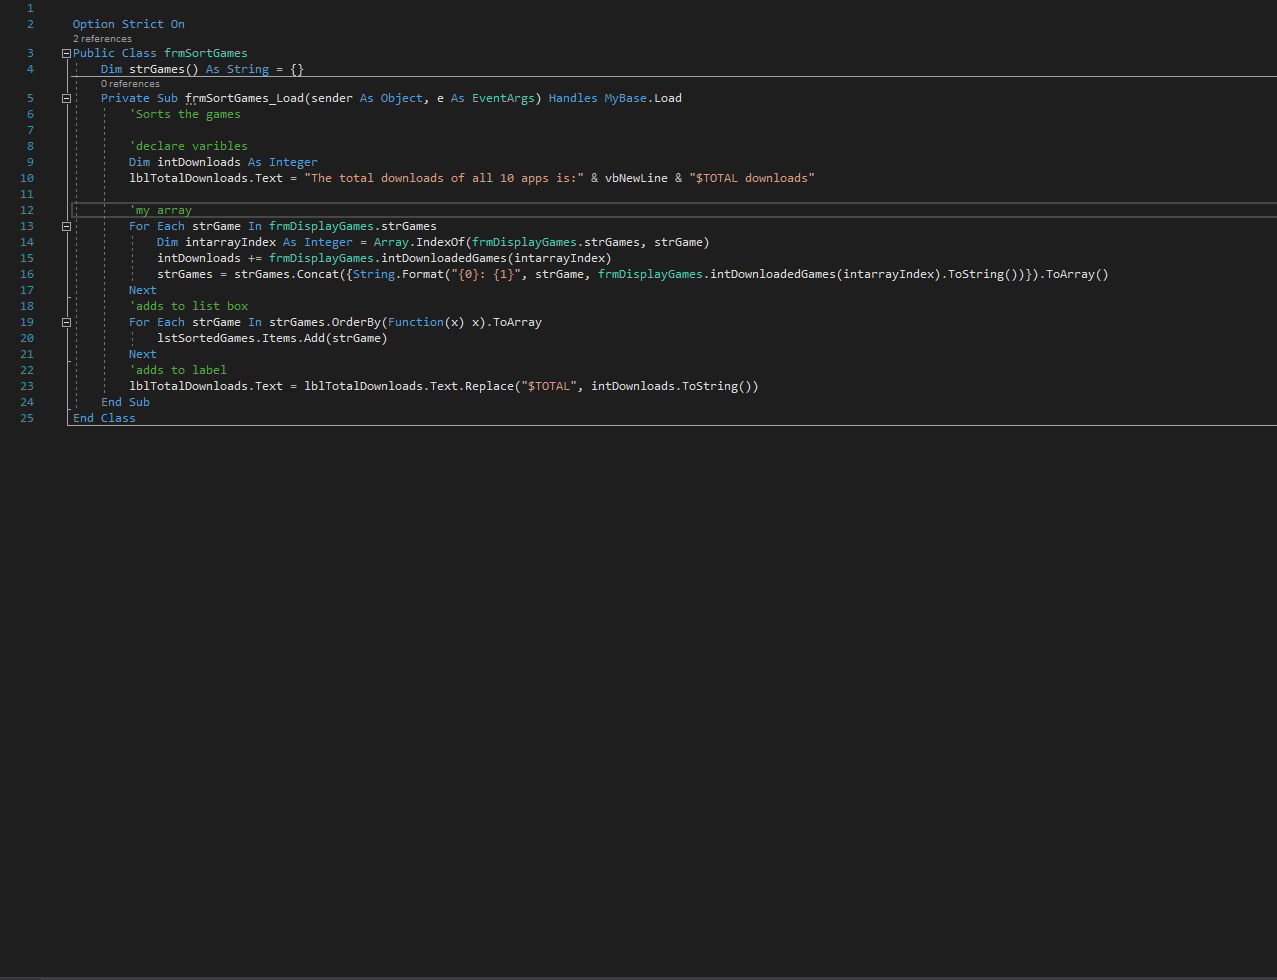 1
2 Option Strict On
2 references
3 Public Class frmSortGames
4 Dim strGames() As String = {}
0 references
5 Private Sub frmSortGames_Load(sender As Object, e As EventArgs) Handles MyBase.Load
6 'Sorts the games
7
8 'declare varibles
9 Dim intDownloads As Integer
10 lblTotalDownloads.Text = "The total downloads of all 10 apps is:" & vbNewLine & "$TOTAL downloads"
11
12 'my array
13 For Each strGame In frmDisplayGames.strGames
14 Dim intarrayIndex As Integer = Array.IndexOf(frmDisplayGames.strGames, strGame)
15 intDownloads += frmDisplayGames.intDownloadedGames(intarrayIndex)
16 strGames = strGames.Concat({String.Format("{0}: {1}", strGame, frmDisplayGames.intDownloadedGames(intarrayIndex).ToString())}).ToArray()
17 Next
18 'adds to list box
19 For Each strGame In strGames.OrderBy(Function(x) x).ToArray
20 lstSortedGames.Items.Add(strGame)
21 Next
22 'adds to label
23 lblTotalDownloads.Text = lblTotalDownloads.Text.Replace("$TOTAL", intDownloads.ToString())
24 End Sub
25 End Class